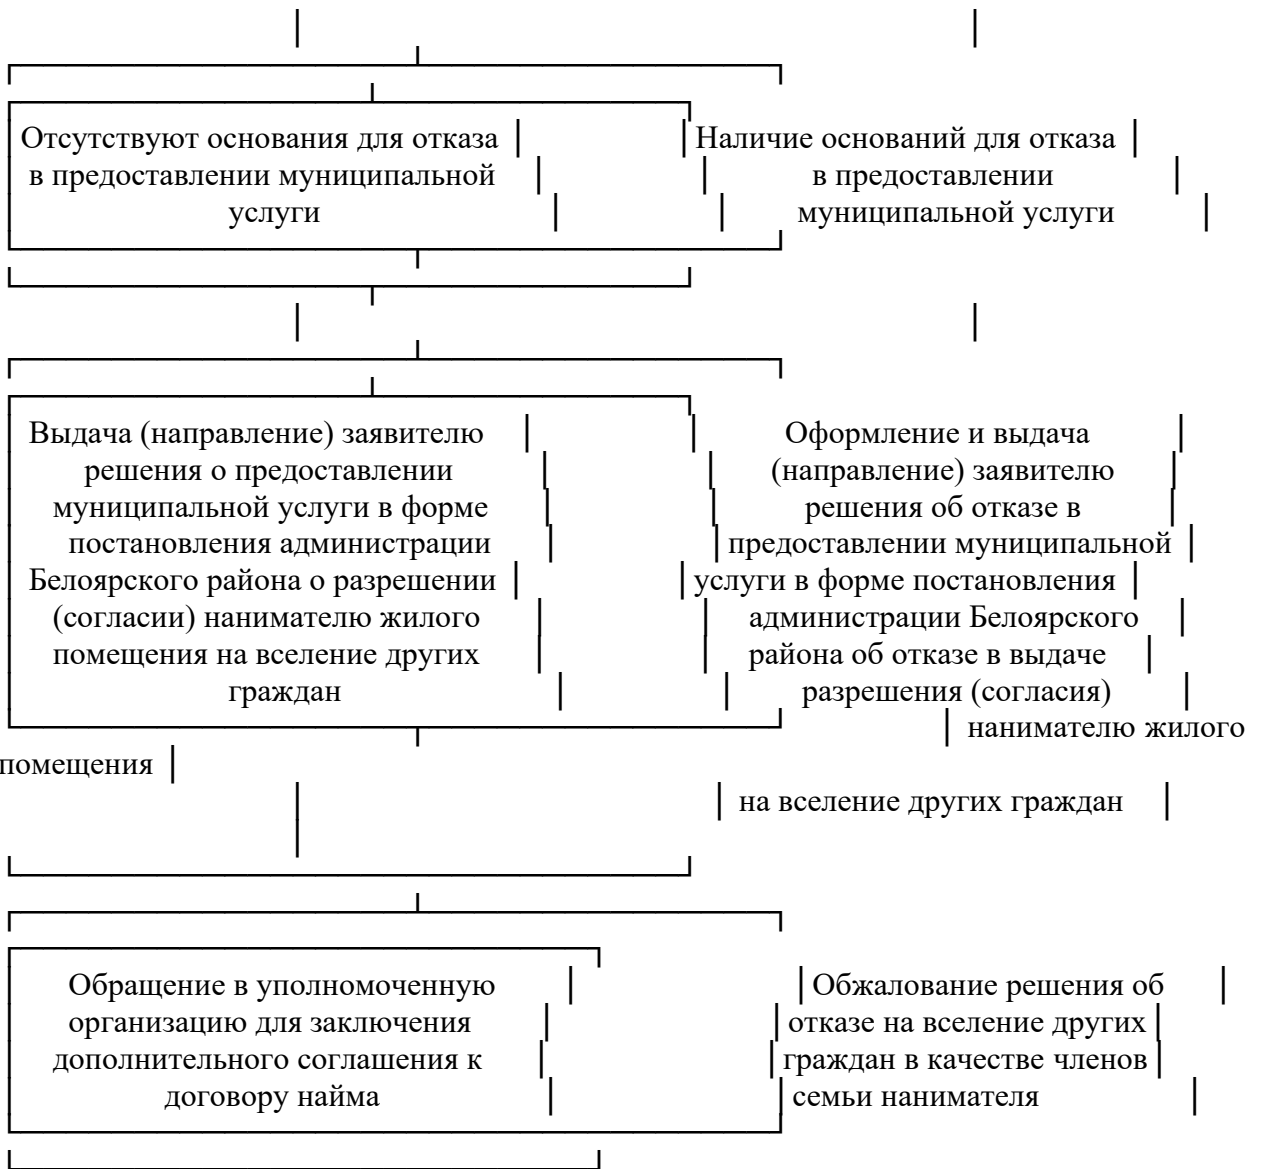 Отсутствуют основания для отказа Наличие оснований для отказа
в предоставлении муниципальной в предоставлении
услуги муниципальной услуги
Выдача (направление) заявителю Оформление и выдача
решения о предоставлении (направление) заявителю
муниципальной услуги в форме решения об отказе в
постановления администрации предоставлении муниципальной
Белоярского района о разрешении услуги в форме постановления
(согласии) нанимателю жилого администрации Белоярского
помещения на вселение других района об отказе в выдаче
граждан разрешения (согласия)
нанимателю жилого
помещения
на вселение других граждан
Обращение в уполномоченную Обжалование решения об
организацию для заключения отказе на вселение других
дополнительного соглашения к граждан в качестве членов
договору найма семьи нанимателя